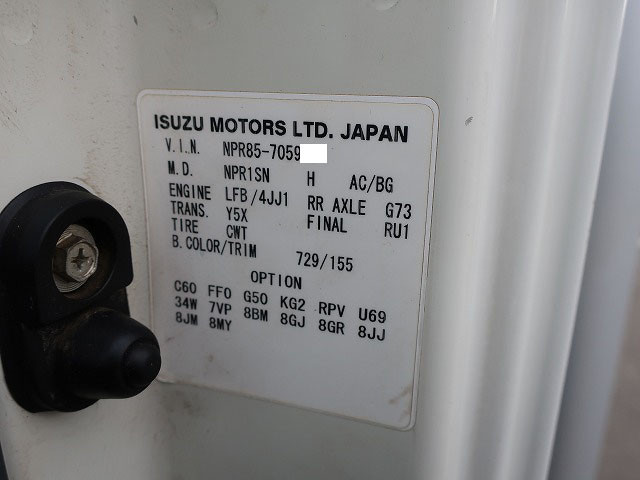 ISUZU MOTORS LTD. JAPAN
V.I.N. NPR85-7059
M.D. NPR1SN H AC/BG
ENGINE LFB/4JJ1 RR AXLE G73
TRANS. Y5X FINAL RU1
TIRE CWT
B.COLOR/TRIM 729/155
OPTION
C60 FF0 G50 KG2 RPV U69
34W 7VP 8BM 8GJ 8GR 8JJ
8JM 8MY